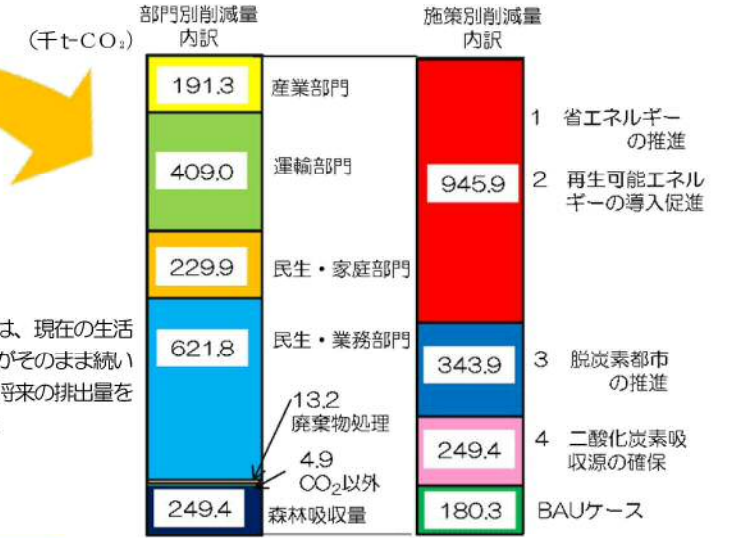 部門別削減量
内訳
施策別削減量
内訳
(千t-CO₂)
191.3
産業部門
409.0
運輸部門
229.9
民生・家庭部門
621.8
民生・業務部門
13.2
廃棄物処理
4.9
CO₂以外
249.4
森林吸収量
945.9
1 省エネルギー
の推進
2 再生可能エネル
ギーの導入促進
343.9
3 脱炭素都市
の推進
249.4
4 二酸化炭素吸
収源の確保
180.3
BAUケース
は、現在の生活
がそのまま続い
将来の排出量を